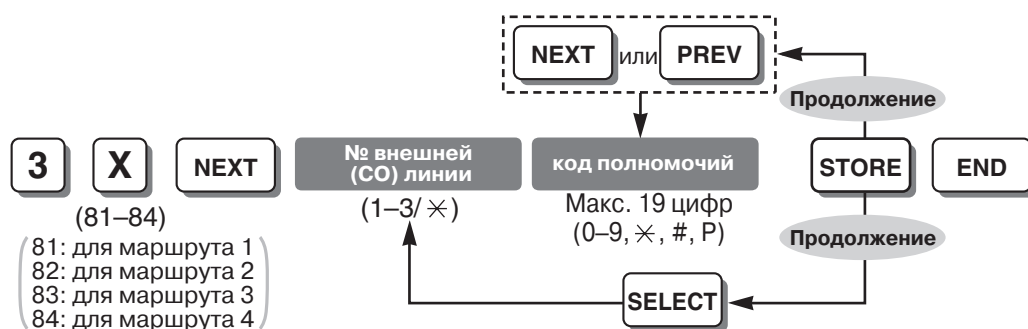 NEXT или PREV
Продолжение
3 X NEXT № внешней (CO) линии код полномочий STORE END
(81–84)
(1–3/✳)
Макс. 19 цифр
(0–9, ✳, #, P)
Продолжение
81: для маршрута 1
82: для маршрута 2
83: для маршрута 3
84: для маршрута 4
SELECT